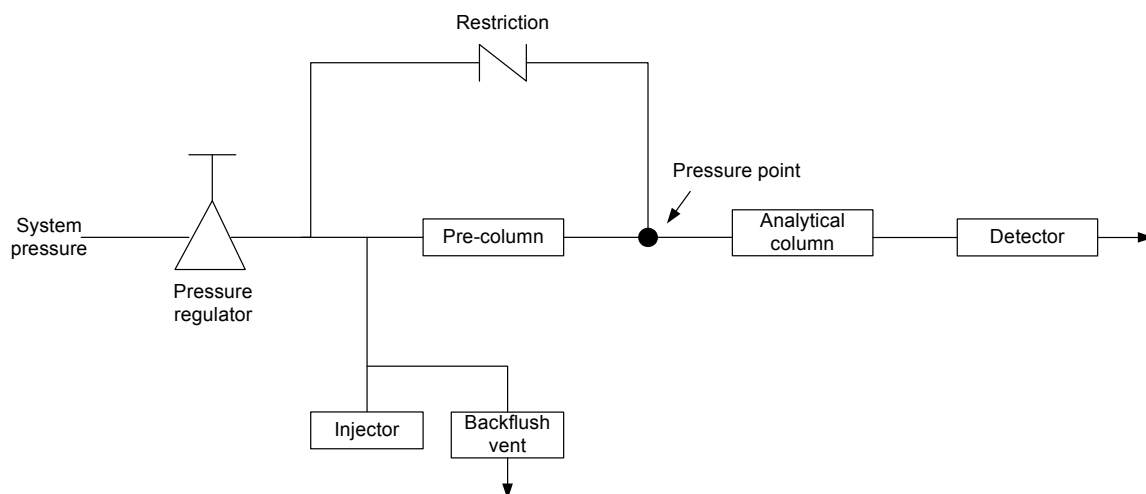 Restriction
Pressure point
System
pressure
Pressure
regulator
Pre-column
Analytical
column
Detector
Injector
Backflush
vent